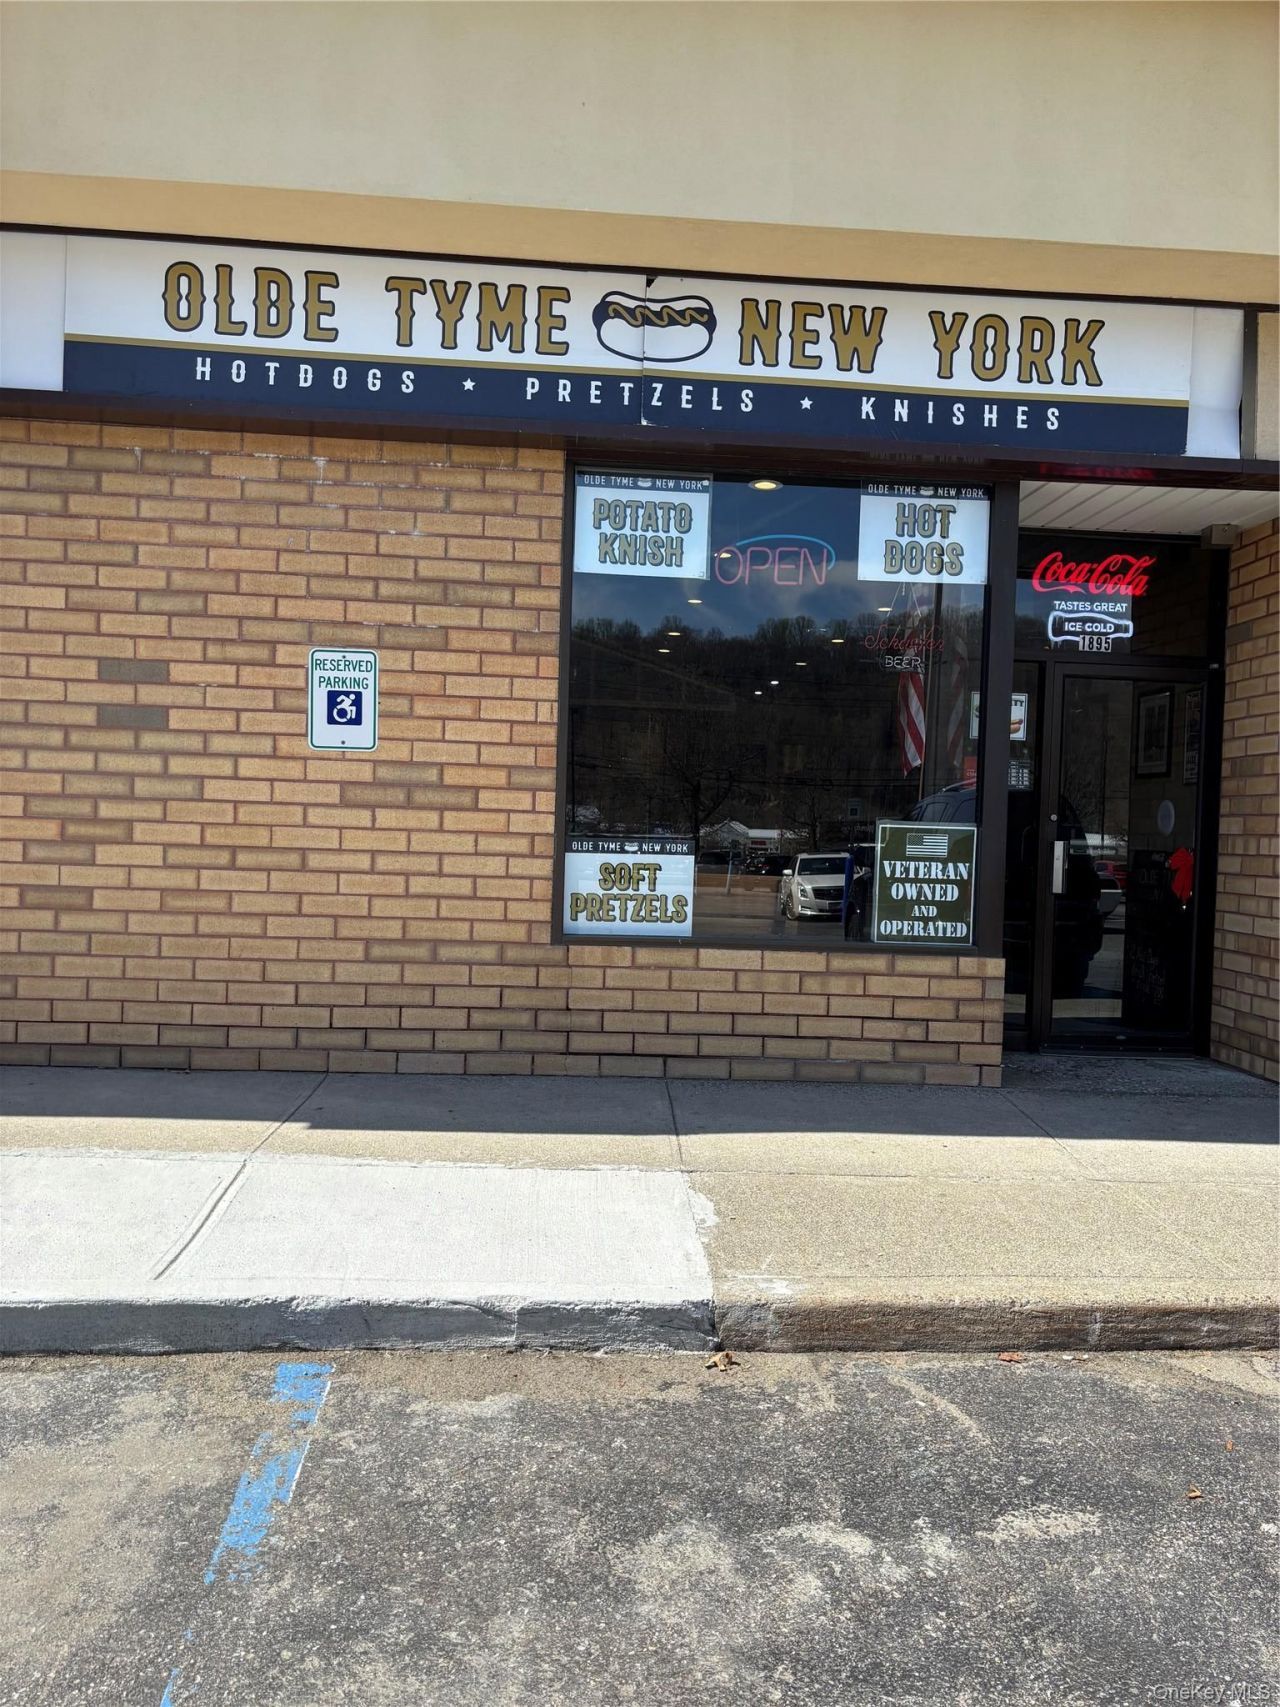 OLDE TYME NEW YORK
HOTDOGS ★ PRETZELS ★ KNISHES
OLDE TYME NEW YORK
POTATO
KNISH
OPEN
OLDE TYME NEW YORK
HOT
DOGS
Coca-Cola
TASTES GREAT
ICE COLD
1895
Schaefer
BEER
RESERVED
PARKING
OLDE TYME NEW YORK
SOFT
PRETZELS
VETERAN
OWNED
AND
OPERATED
OneKey MLS